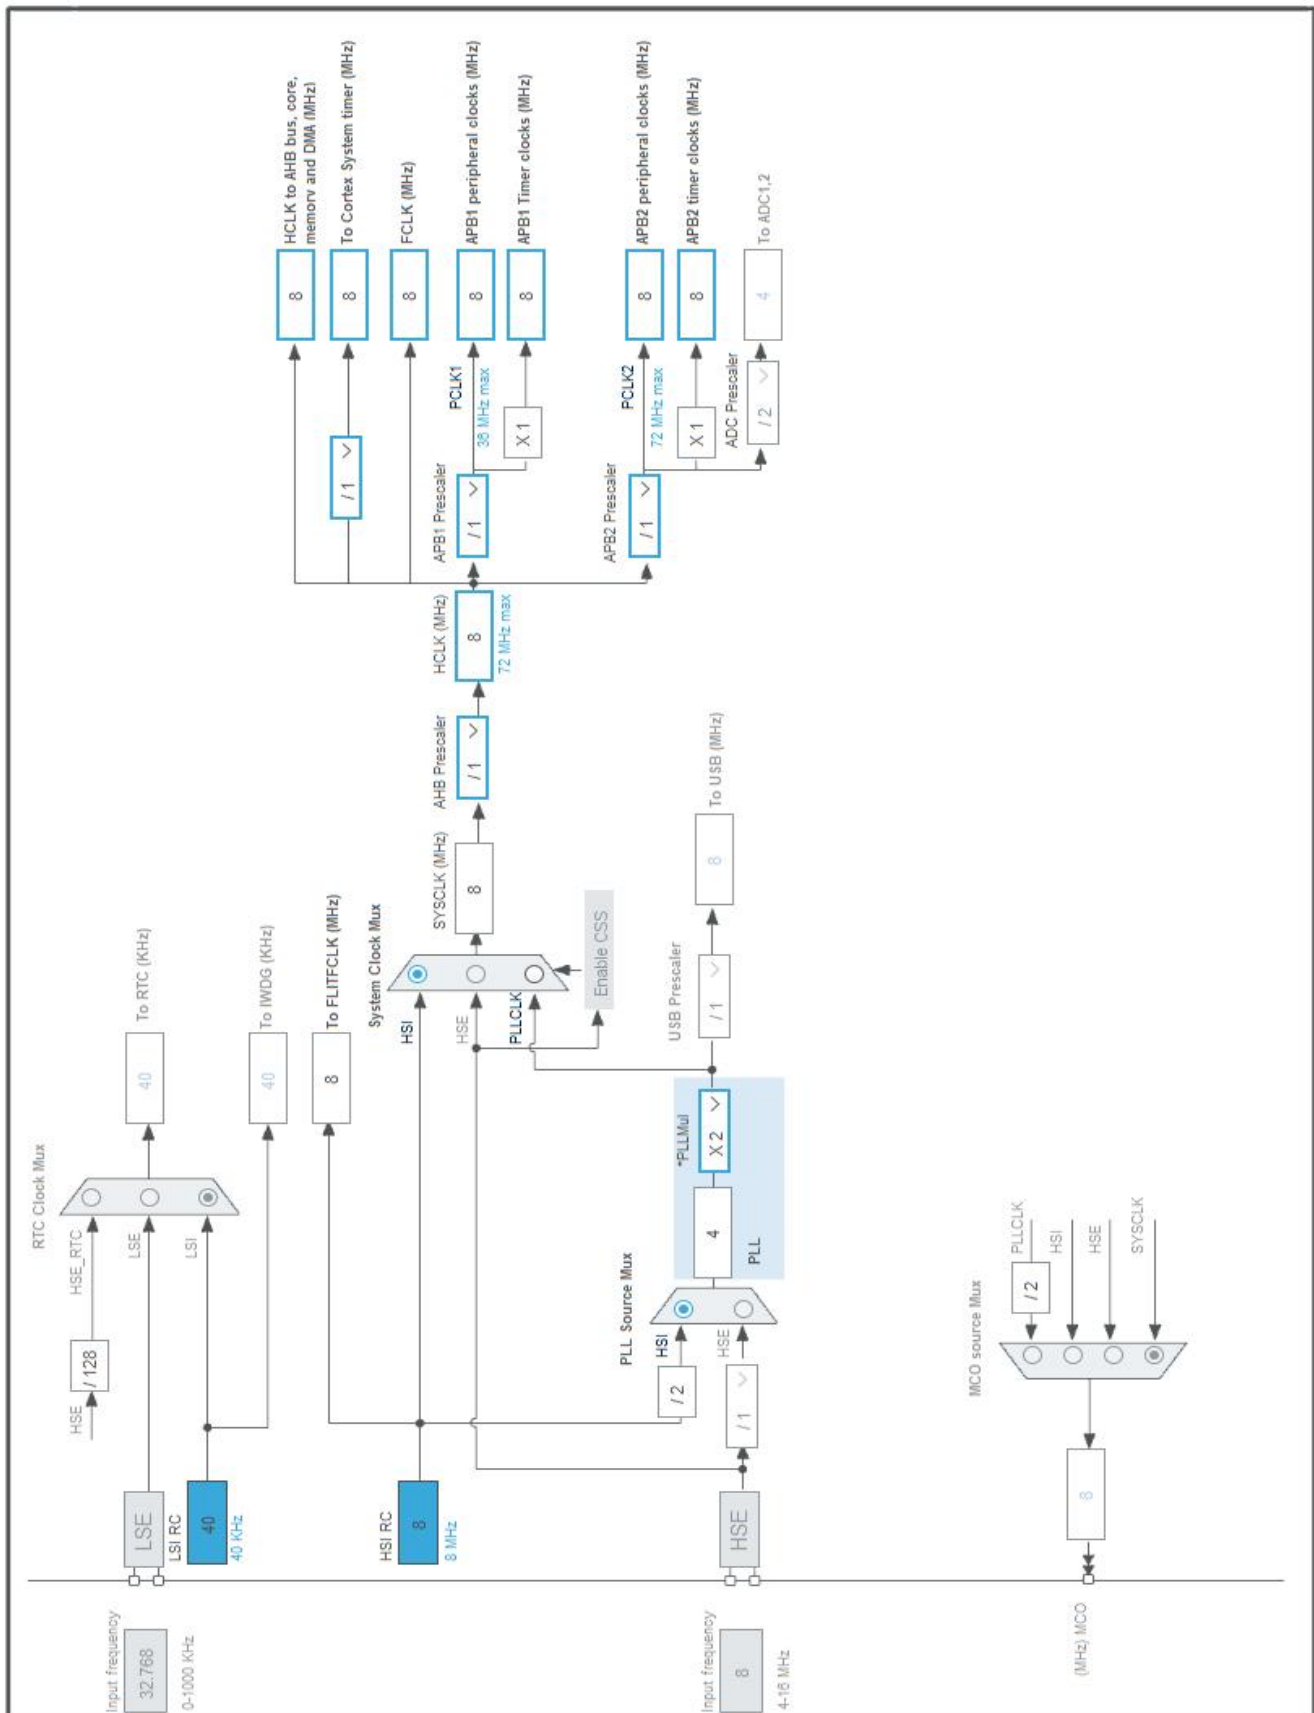 RTC Clock Mux
HSE
/ 128
HSE_RTC
Input frequency
32.768
0-1000 KHz
LSE
LSE
40
To RTC (KHz)
LSI RC
40
40 KHz
LSI
40
To IWDG (KHz)
8
To FLITFCLK (MHz)
HSI RC
8
8 MHz
System Clock Mux
HSI
HSE
PLLCLK
Enable CSS
SYSCLK (MHz)
8
AHB Prescaler
/ 1
HCLK (MHz)
8
72 MHz max
8
HCLK to AHB bus, core,
memory and DMA (MHz)
/ 1
8
To Cortex System timer (MHz)
8
FCLK (MHz)
APB1 Prescaler
/ 1
PCLK1
36 MHz max
8
APB1 peripheral clocks (MHz)
X 1
8
APB1 Timer clocks (MHz)
APB2 Prescaler
/ 1
PCLK2
72 MHz max
8
APB2 peripheral clocks (MHz)
X 1
8
APB2 timer clocks (MHz)
ADC Prescaler
/ 2
4
To ADC1,2
PLL Source Mux
/ 2
HSI
Input frequency
8
4-16 MHz
HSE
/ 1
HSE
4
*PLLMul
X 2
PLL
USB Prescaler
/ 1
8
To USB (MHz)
MCO source Mux
(MHz) MCO
8
/ 2
PLLCLK
HSI
HSE
SYSCLK